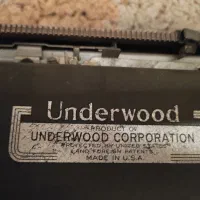 Underwood
PRODUCT OF
UNDERWOOD CORPORATION
PROTECTED BY UNITED STATES
AND FOREIGN PATENTS
MADE IN U.S.A.